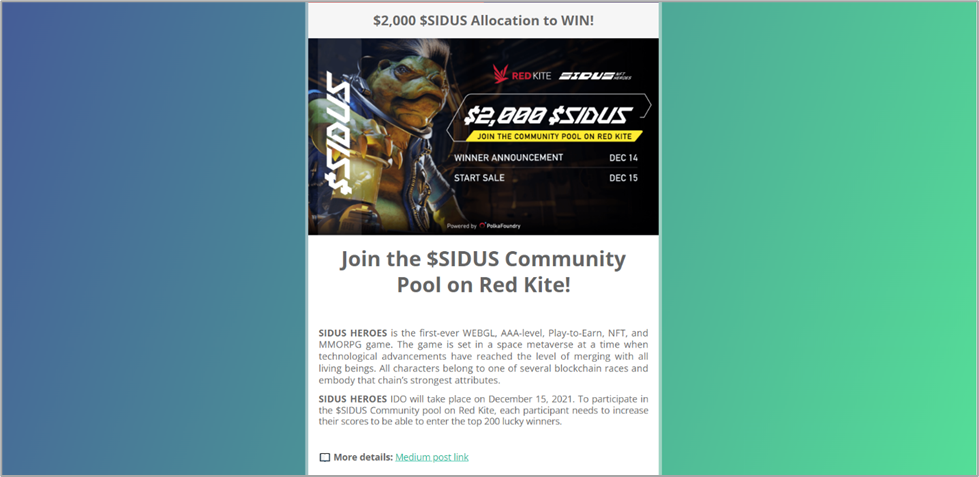 $2,000 $SIDUS Allocation to WIN!
$SIDUS
REDKITE SIDUS NFT HEROES
$2,000 $SIDUS
JOIN THE COMMUNITY POOL ON RED KITE
WINNER ANNOUNCEMENT DEC 14
START SALE DEC 15
Powered by PolkaFoundry
Join the $SIDUS Community
Pool on Red Kite!
SIDUS HEROES is the first-ever WEBGL, AAA-level, Play-to-Earn, NFT, and
MMORPG game. The game is set in a space metaverse at a time when
technological advancements have reached the level of merging with all
living beings. All characters belong to one of several blockchain races and
embody that chain's strongest attributes.
SIDUS HEROES IDO will take place on December 15, 2021. To participate in
the $SIDUS Community pool on Red Kite, each participant needs to increase
their scores to be able to enter the top 200 lucky winners.
More details: Medium post link